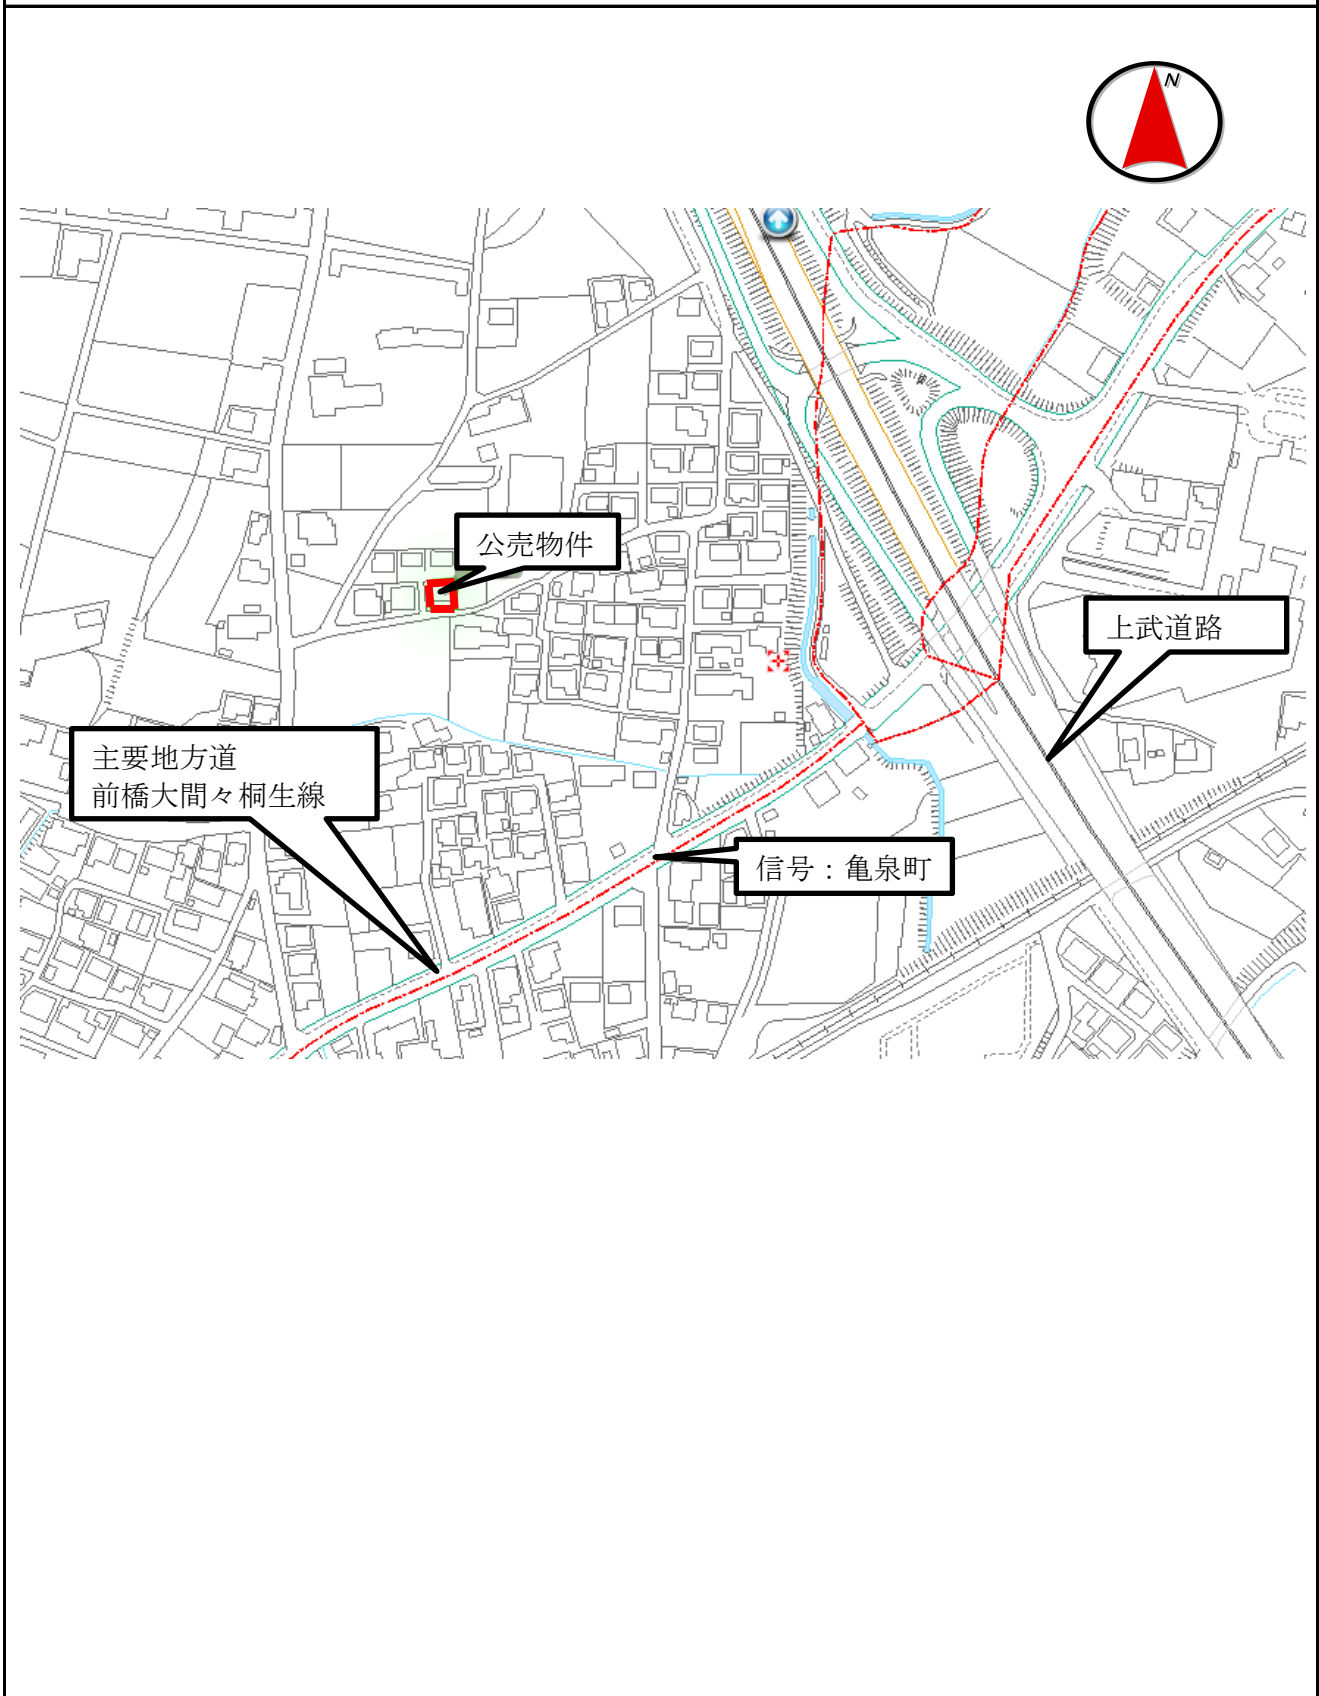 N
公売物件
上武道路
主要地方道
前橋大間々桐生線
信号：亀泉町